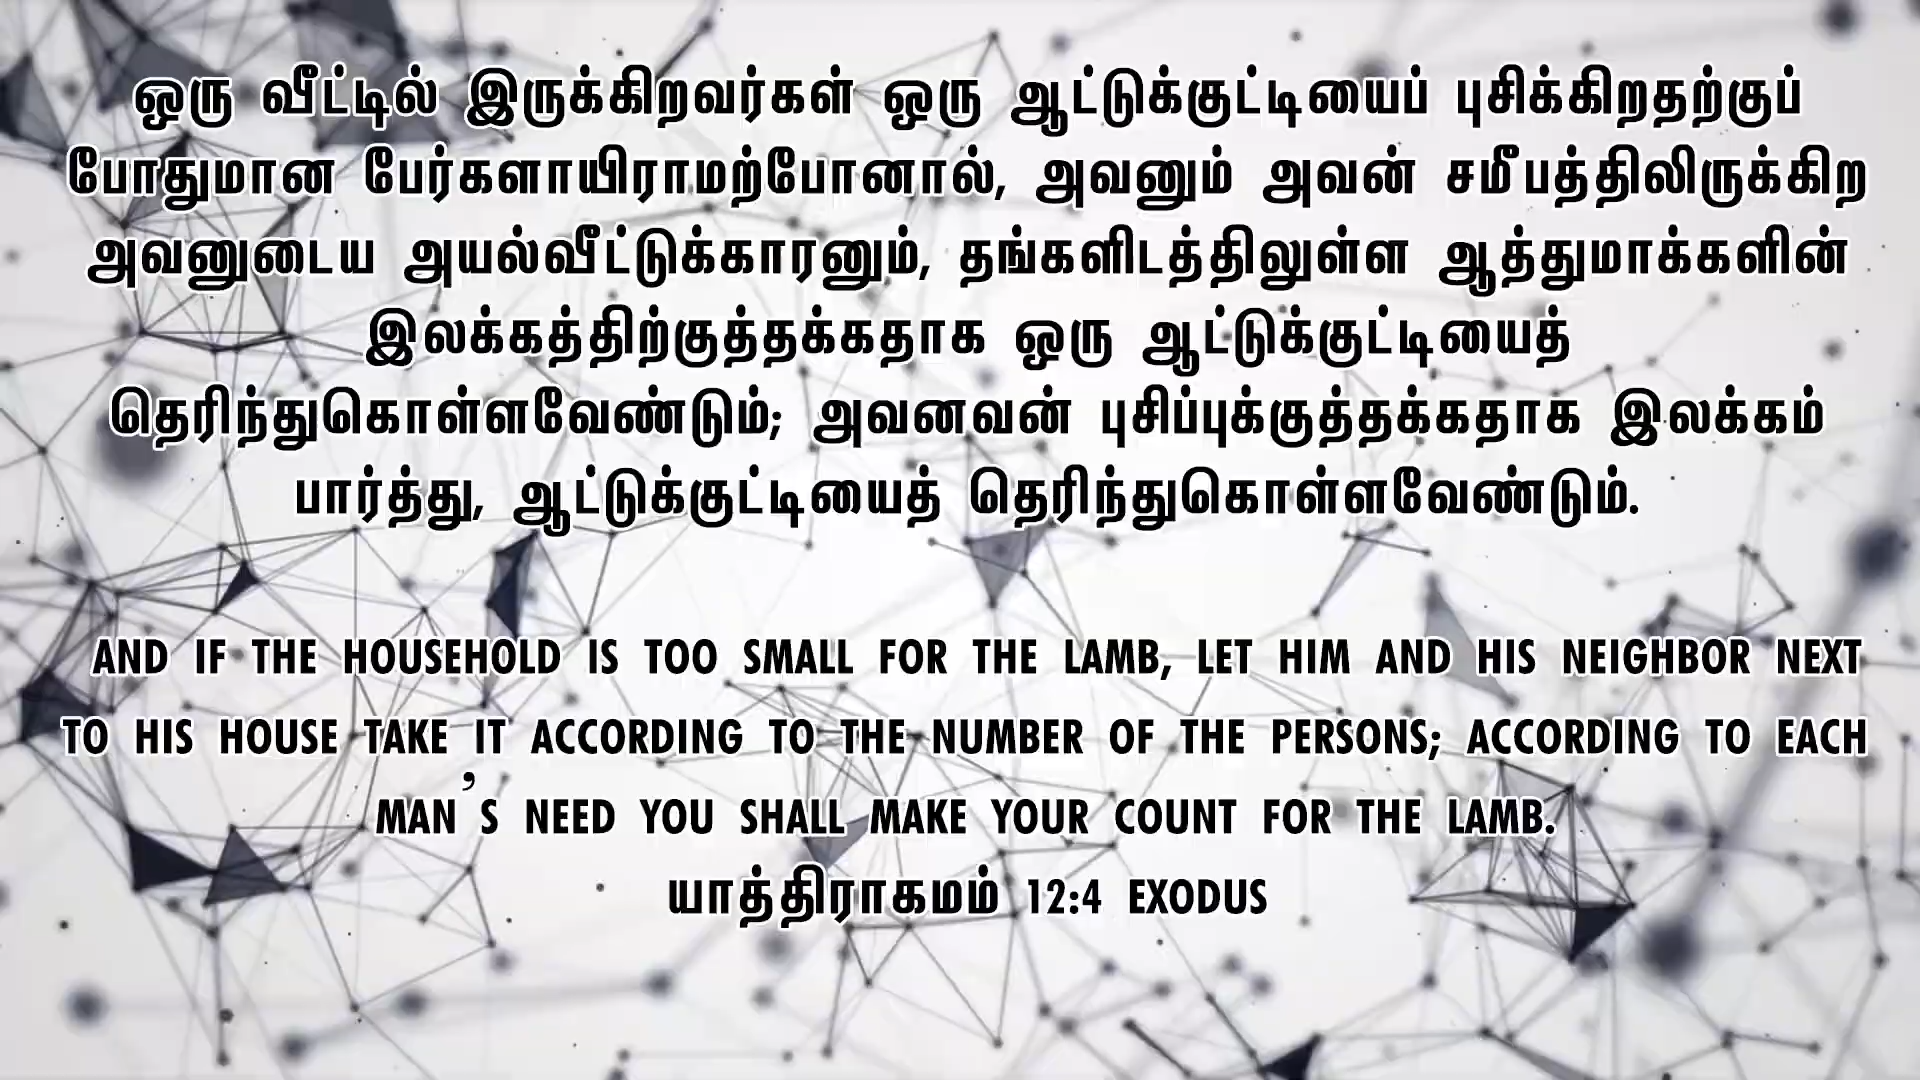 ஒரு வீட்டில் இருக்கிறவர்கள் ஒரு ஆட்டுக்குட்டியைப் புசிக்கிறதற்குப்
போதுமான பேர்களாயிராமற்போனால், அவனும் அவன் சமீபத்திலிருக்கிற
அவனுடைய அயல்வீட்டுக்காரனும், தங்களிடத்திலுள்ள ஆத்துமாக்களின்
இலக்கத்திற்குத்தக்கதாக ஒரு ஆட்டுக்குட்டியைத்
தெரிந்துகொள்ளவேண்டும்; அவனவன் புசிப்புக்குத்தக்கதாக இலக்கம்
பார்த்து, ஆட்டுக்குட்டியைத் தெரிந்துகொள்ளவேண்டும்.
AND IF THE HOUSEHOLD IS TOO SMALL FOR THE LAMB, LET HIM AND HIS NEIGHBOR NEXT
TO HIS HOUSE TAKE IT ACCORDING TO THE NUMBER OF THE PERSONS; ACCORDING TO EACH
MAN’S NEED YOU SHALL MAKE YOUR COUNT FOR THE LAMB.
யாத்திராகமம் 12:4 EXODUS